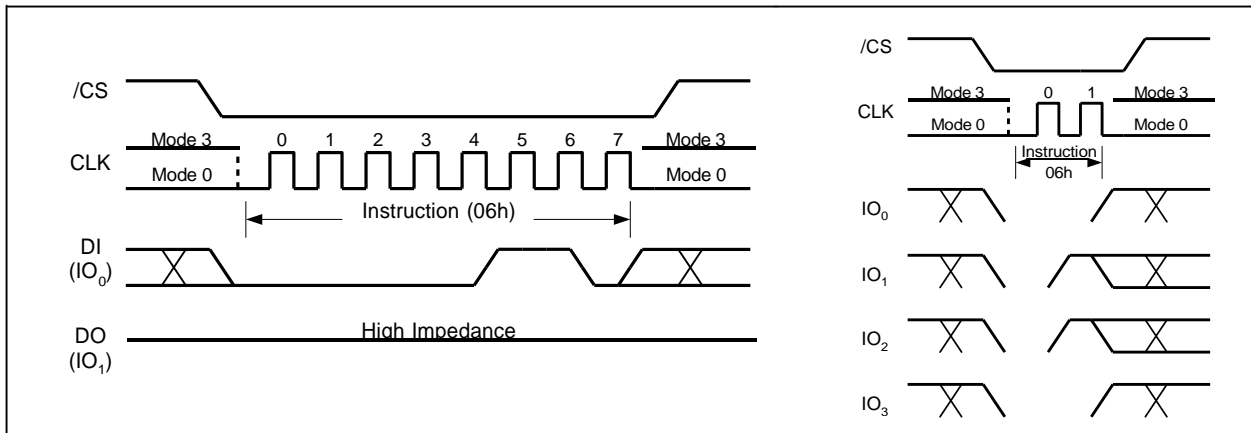 /CS
Mode 3 0 1 2 3 4 5 6 7 Mode 3
CLK
Mode 0 Mode 0
Instruction (06h)
DI
(IO0)
High Impedance
DO
(IO1)
/CS
Mode 3 0 1 Mode 3
CLK
Mode 0 Mode 0
Instruction
06h
IO0
IO1
IO2
IO3